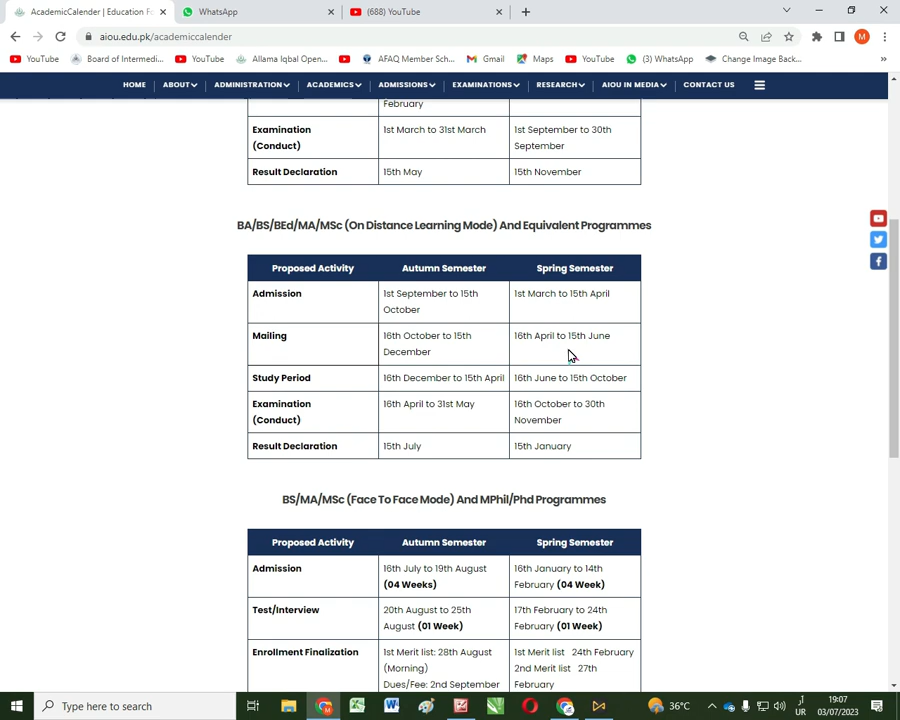 AcademicCalender | Education Fo
WhatsApp
(688) YouTube
aiou.edu.pk/academiccalender
YouTube
Board of Intermedi...
YouTube
Allama Iqbal Open...
AFAQ Member Sch...
Gmail
Maps
YouTube
(3) WhatsApp
Change Image Back...
HOME
ABOUT
ADMINISTRATION
ACADEMICS
ADMISSIONS
EXAMINATIONS
RESEARCH
AIOU IN MEDIA
CONTACT US
February
Examination (Conduct)
1st March to 31st March
1st September to 30th September
Result Declaration
15th May
15th November
BA/BS/BEd/MA/MSc (On Distance Learning Mode) And Equivalent Programmes
Proposed Activity
Autumn Semester
Spring Semester
Admission
1st September to 15th October
1st March to 15th April
Mailing
16th October to 15th December
16th April to 15th June
Study Period
16th December to 15th April
16th June to 15th October
Examination (Conduct)
16th April to 31st May
16th October to 30th November
Result Declaration
15th July
15th January
BS/MA/MSc (Face To Face Mode) And MPhil/Phd Programmes
Proposed Activity
Autumn Semester
Spring Semester
Admission
16th July to 19th August (04 Weeks)
16th January to 14th February (04 Week)
Test/Interview
20th August to 25th August (01 Week)
17th February to 24th February (01 Week)
Enrollment Finalization
1st Merit list: 28th August (Morning)
Dues/Fee: 2nd September
1st Merit list 24th February
2nd Merit list 27th February
Type here to search
36°C
UR
19:07
03/07/2023